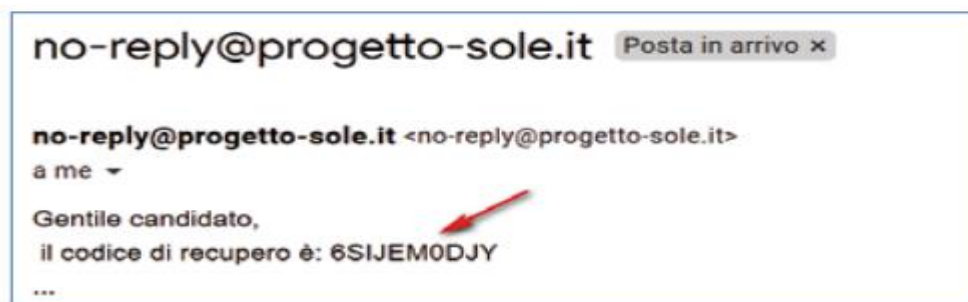 no-reply@progetto-sole.it Posta in arrivo ×
no-reply@progetto-sole.it <no-reply@progetto-sole.it>
a me
Gentile candidato,
il codice di recupero è: 6SIJEM0DJY
...